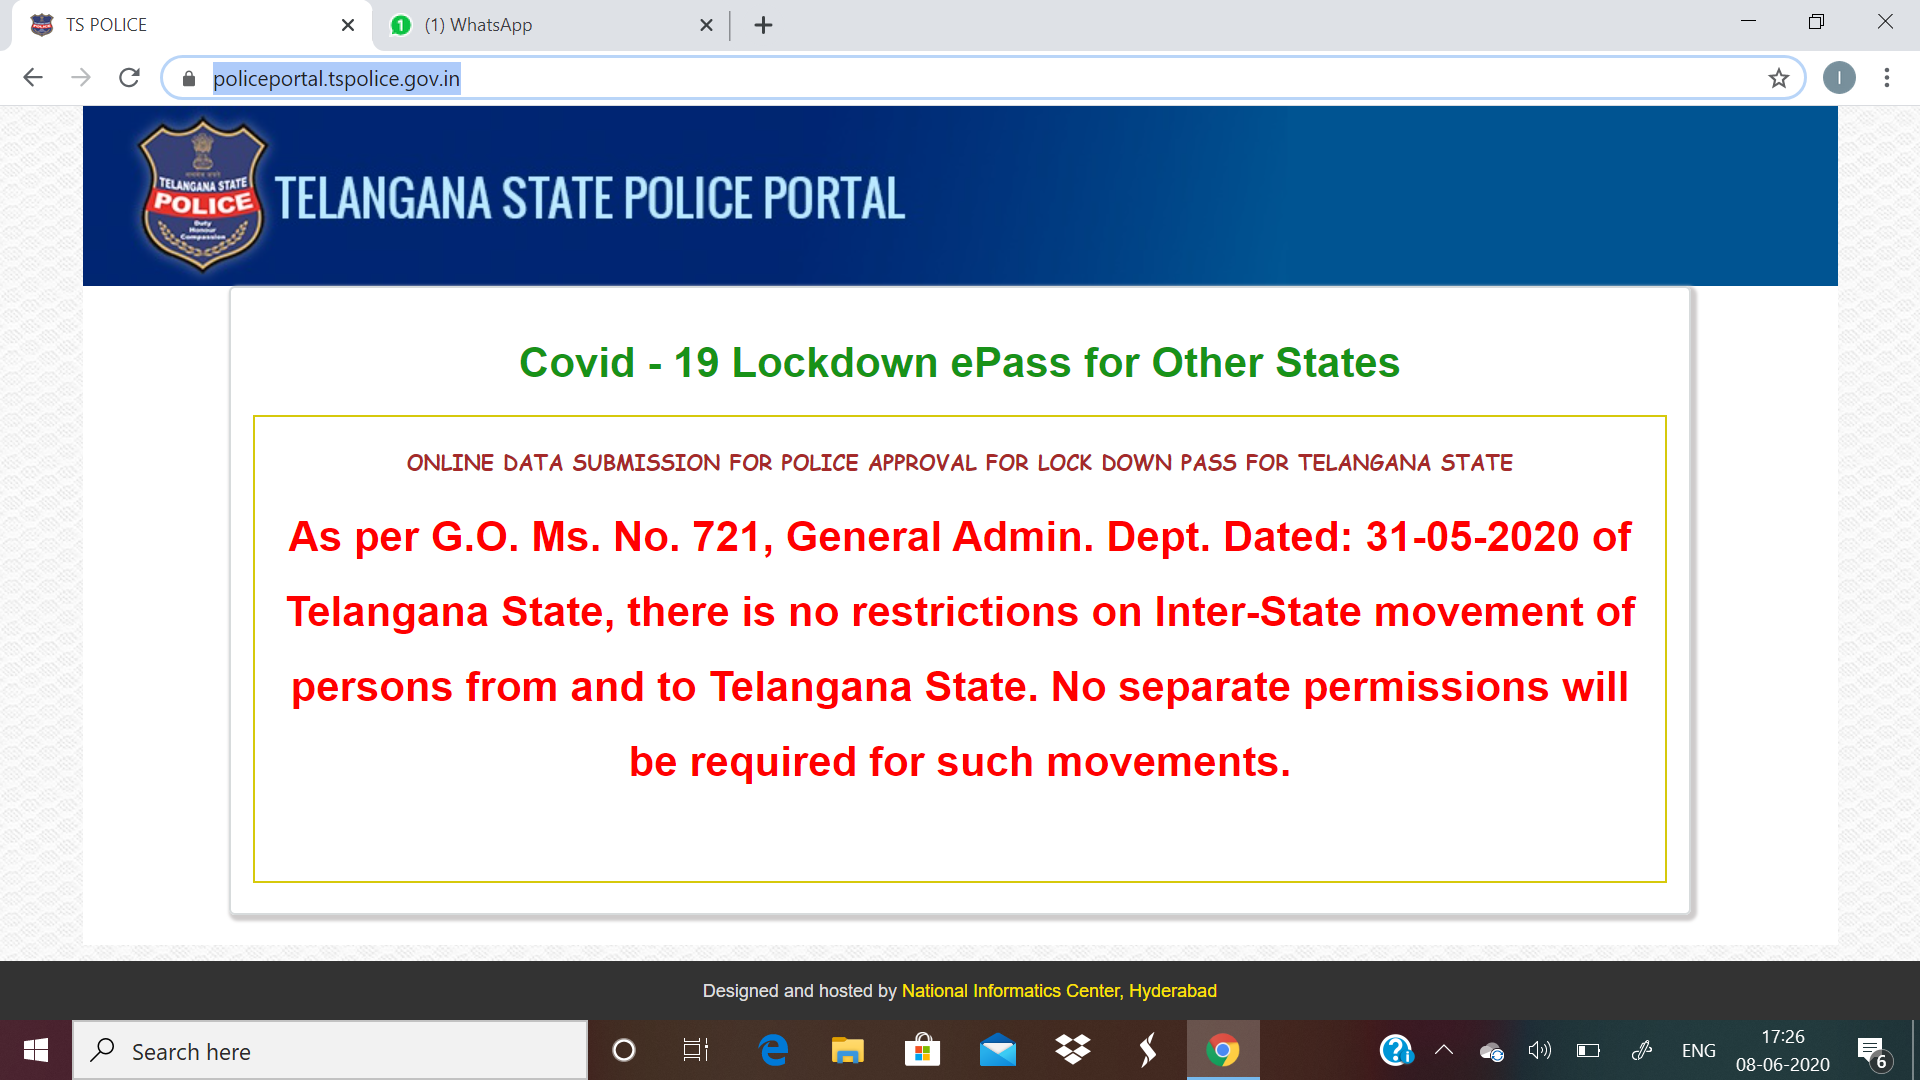 TS POLICE
(1) WhatsApp
policeportal.tspolice.gov.in
I
TELANGANA STATE
POLICE
Duty
Honour
Compassion
TELANGANA STATE POLICE PORTAL
Covid - 19 Lockdown ePass for Other States
ONLINE DATA SUBMISSION FOR POLICE APPROVAL FOR LOCK DOWN PASS FOR TELANGANA STATE
As per G.O. Ms. No. 721, General Admin. Dept. Dated: 31-05-2020 of
Telangana State, there is no restrictions on Inter-State movement of
persons from and to Telangana State. No separate permissions will
be required for such movements.
Designed and hosted by National Informatics Center, Hyderabad
Search here
ENG
17:26
08-06-2020
6